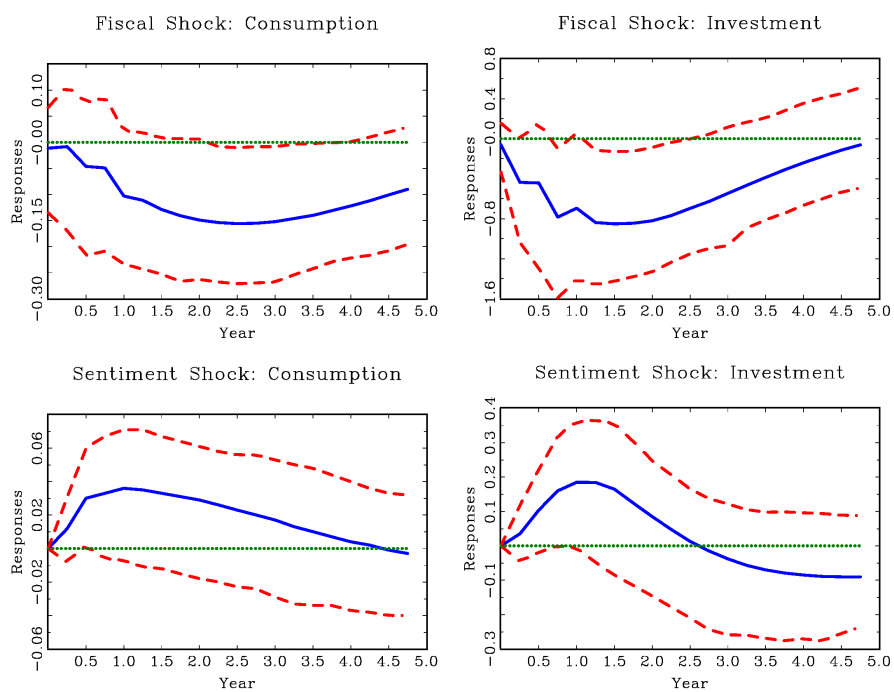 Fiscal Shock: Consumption
Responses
0.10
−0.00
−0.15
−0.30
0.5 1.0 1.5 2.0 2.5 3.0 3.5 4.0 4.5 5.0
Year
Fiscal Shock: Investment
Responses
0.8
0.4
−0.0
−0.8
−1.6
0.5 1.0 1.5 2.0 2.5 3.0 3.5 4.0 4.5 5.0
Year
Sentiment Shock: Consumption
Responses
0.06
0.02
−0.02
−0.06
0.5 1.0 1.5 2.0 2.5 3.0 3.5 4.0 4.5 5.0
Year
Sentiment Shock: Investment
Responses
0.4
0.3
0.2
0.1
−0.1
−0.3
0.5 1.0 1.5 2.0 2.5 3.0 3.5 4.0 4.5 5.0
Year